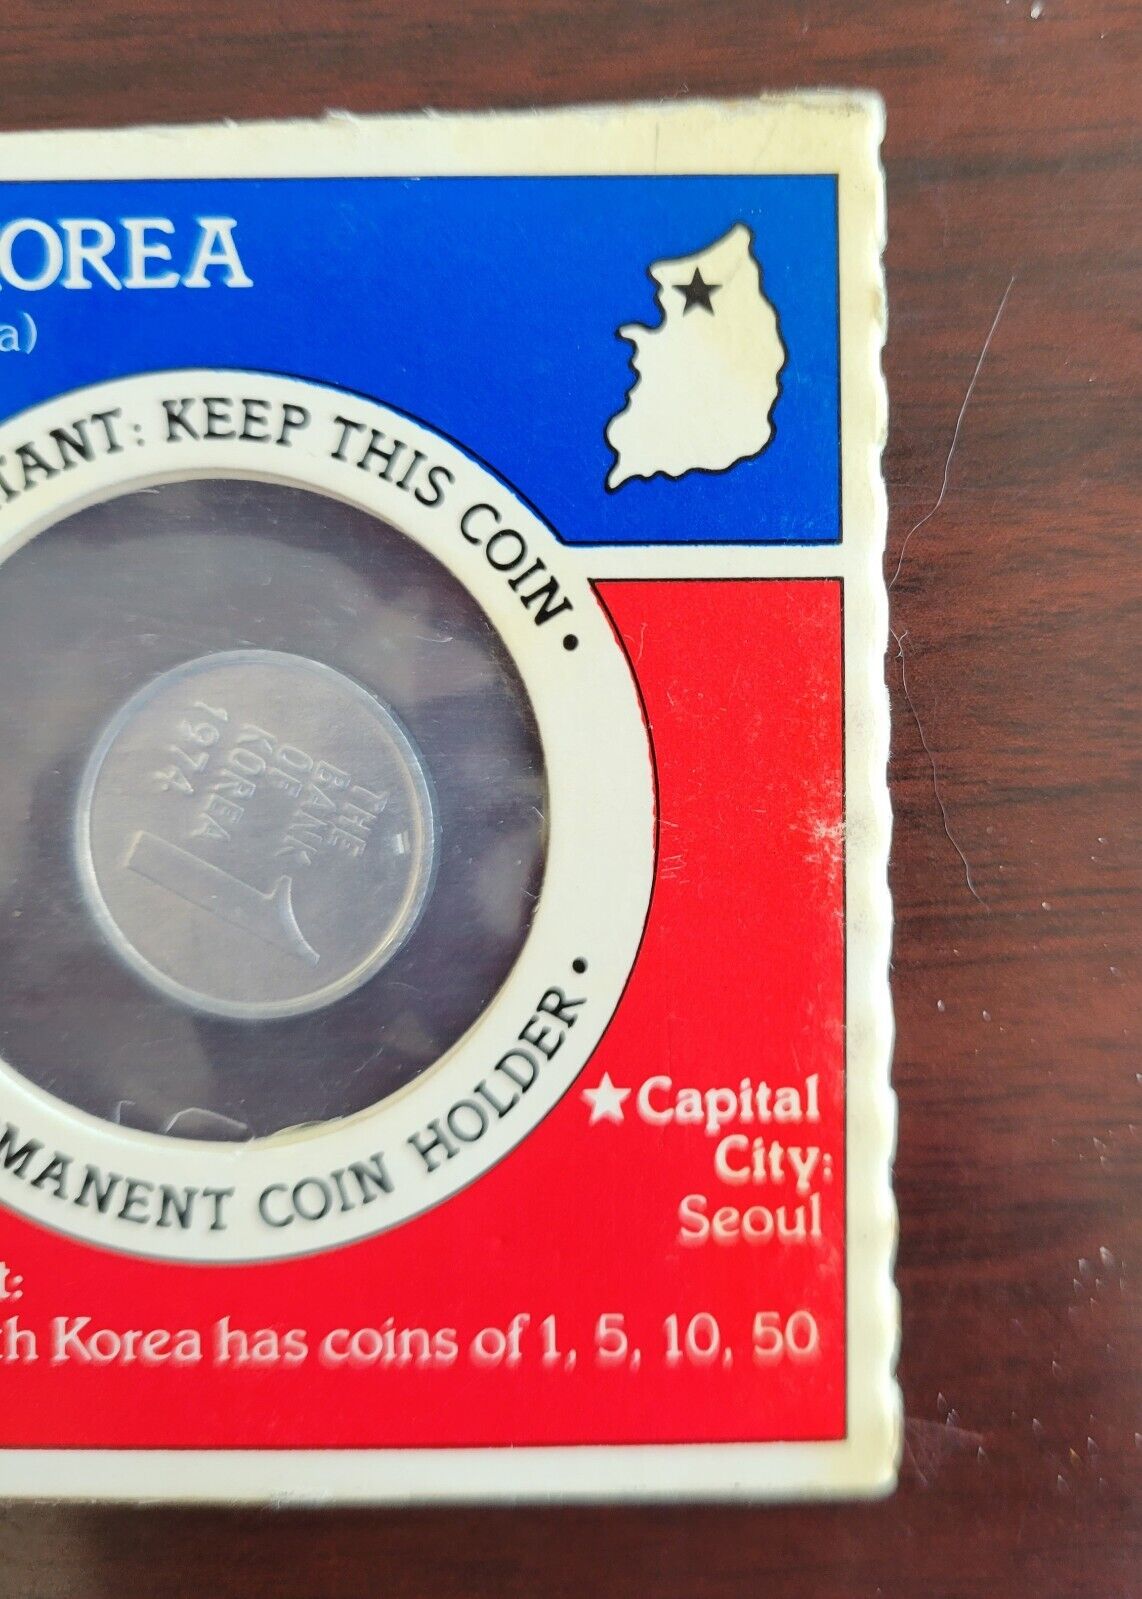 OREA
a)
TANT: KEEP THIS COIN •
THE
BANK
OF
KOREA
1974
1
MANENT COIN HOLDER •
★Capital
City:
Seoul
t:
th Korea has coins of 1, 5, 10, 50